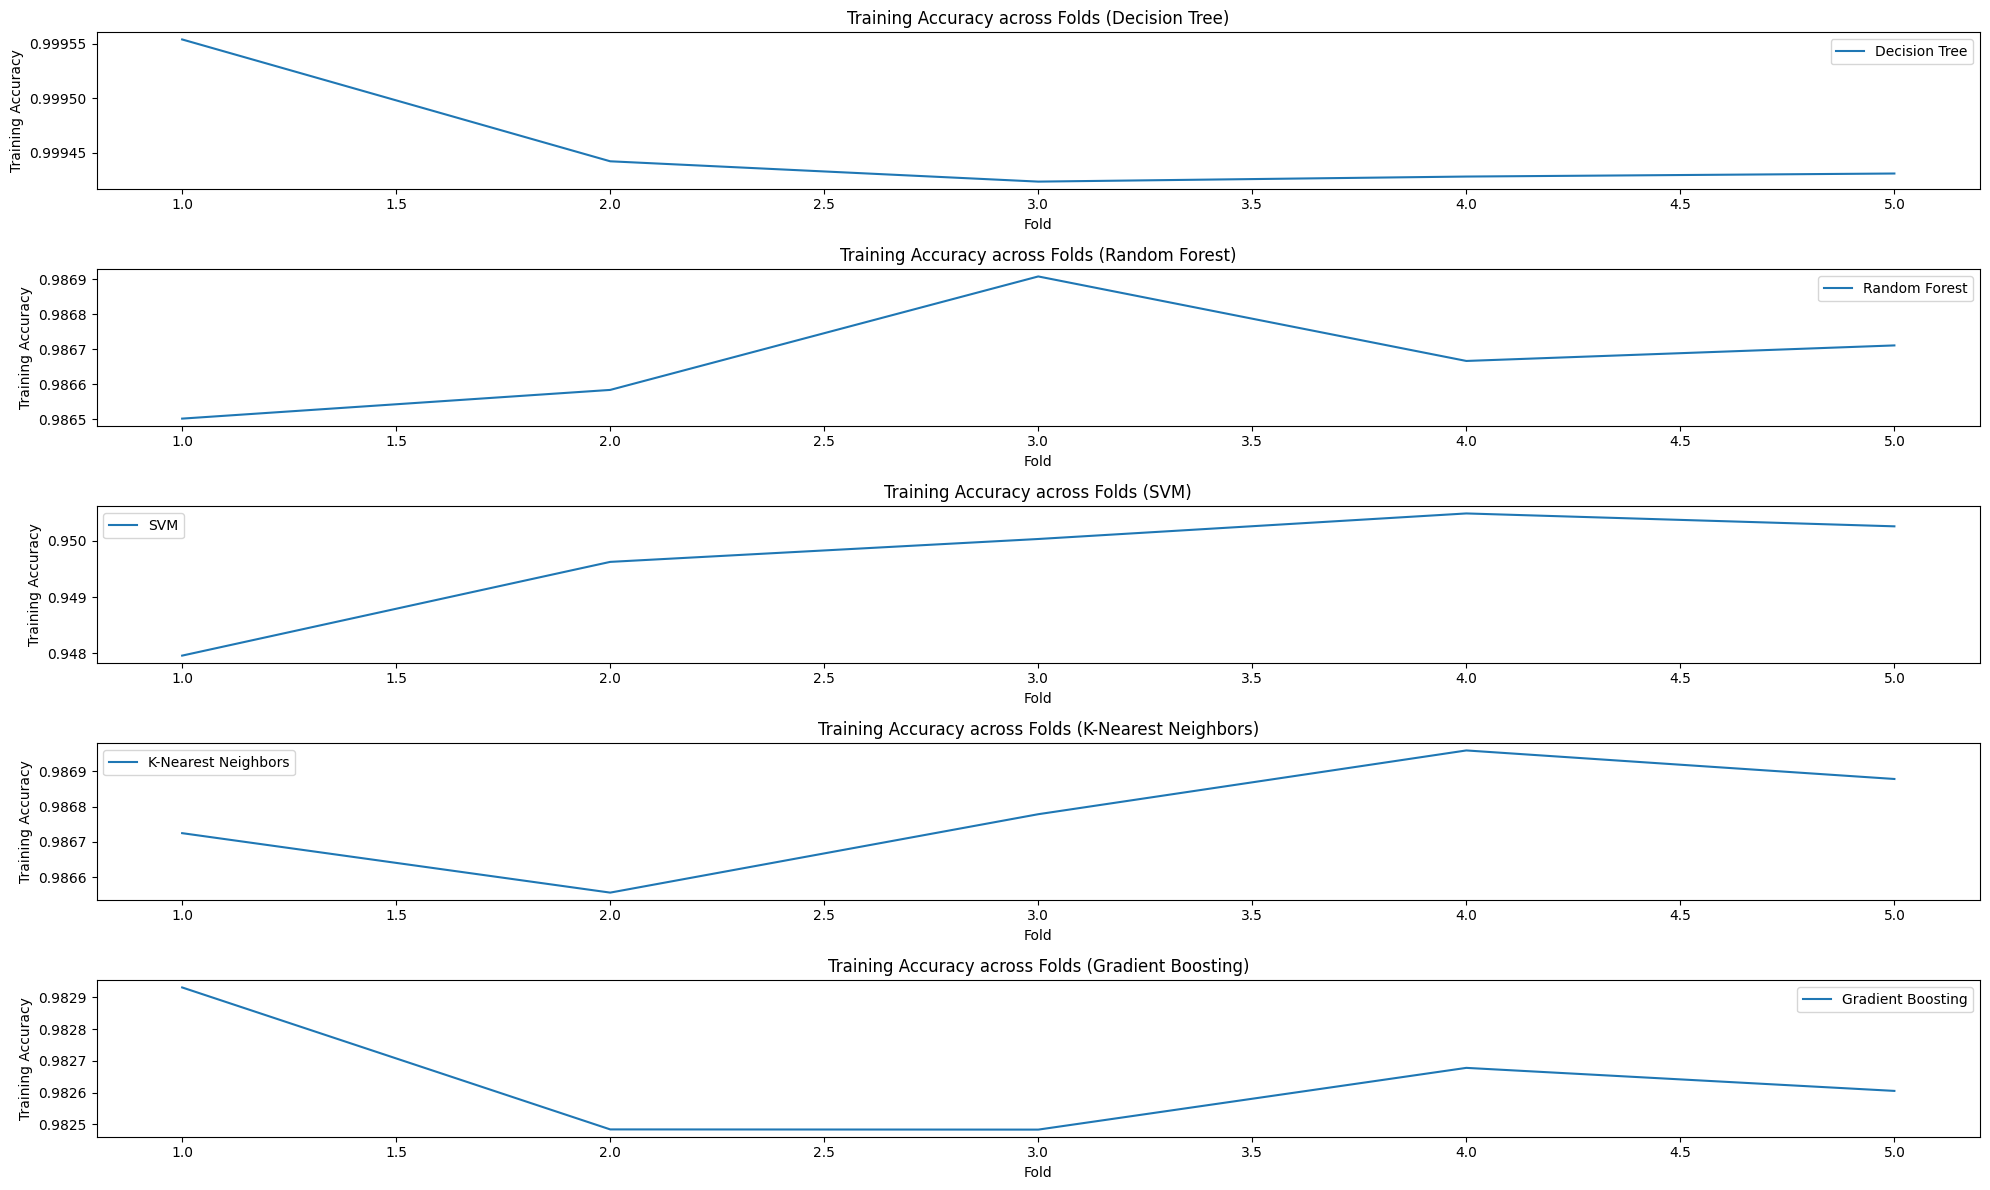 Training Accuracy across Folds (Decision Tree)
Training Accuracy
0.99955
0.99950
0.99945
Decision Tree
1.0 1.5 2.0 2.5 3.0 3.5 4.0 4.5 5.0
Fold
Training Accuracy across Folds (Random Forest)
Training Accuracy
0.9869
0.9868
0.9867
0.9866
0.9865
Random Forest
1.0 1.5 2.0 2.5 3.0 3.5 4.0 4.5 5.0
Fold
Training Accuracy across Folds (SVM)
Training Accuracy
0.950
0.949
0.948
SVM
1.0 1.5 2.0 2.5 3.0 3.5 4.0 4.5 5.0
Fold
Training Accuracy across Folds (K-Nearest Neighbors)
Training Accuracy
0.9869
0.9868
0.9867
0.9866
K-Nearest Neighbors
1.0 1.5 2.0 2.5 3.0 3.5 4.0 4.5 5.0
Fold
Training Accuracy across Folds (Gradient Boosting)
Training Accuracy
0.9829
0.9828
0.9827
0.9826
0.9825
Gradient Boosting
1.0 1.5 2.0 2.5 3.0 3.5 4.0 4.5 5.0
Fold